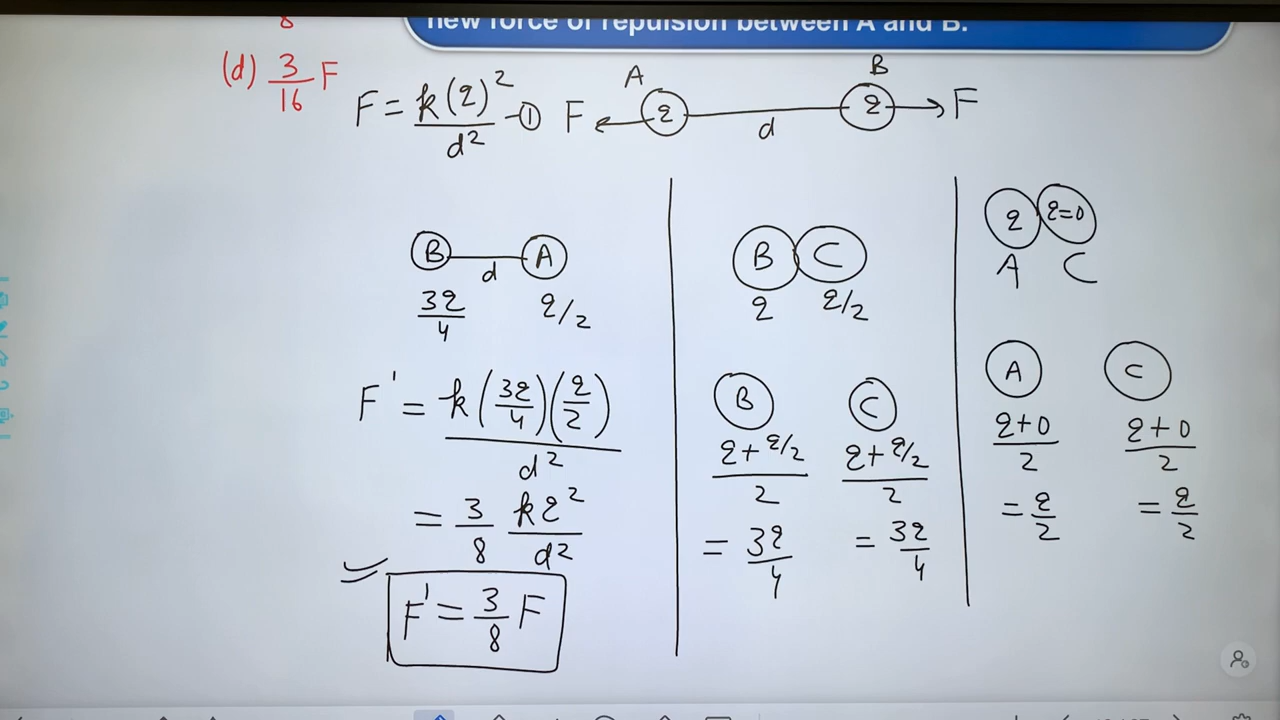 8
new force of repulsion between A and B.
(d) 3/16 F
F = k(q)²/d² –① F ← A q d B q → F
B d A
3q/4 q/2
F' = k(3q/4)(q/2)/d²
= 3/8 kq²/d²
F' = 3/8 F
B C
q q/2
B C
q+q/2/2 q+q/2/2
= 3q/4 = 3q/4
q q=0
A C
A C
q+0/2 q+0/2
= q/2 = q/2